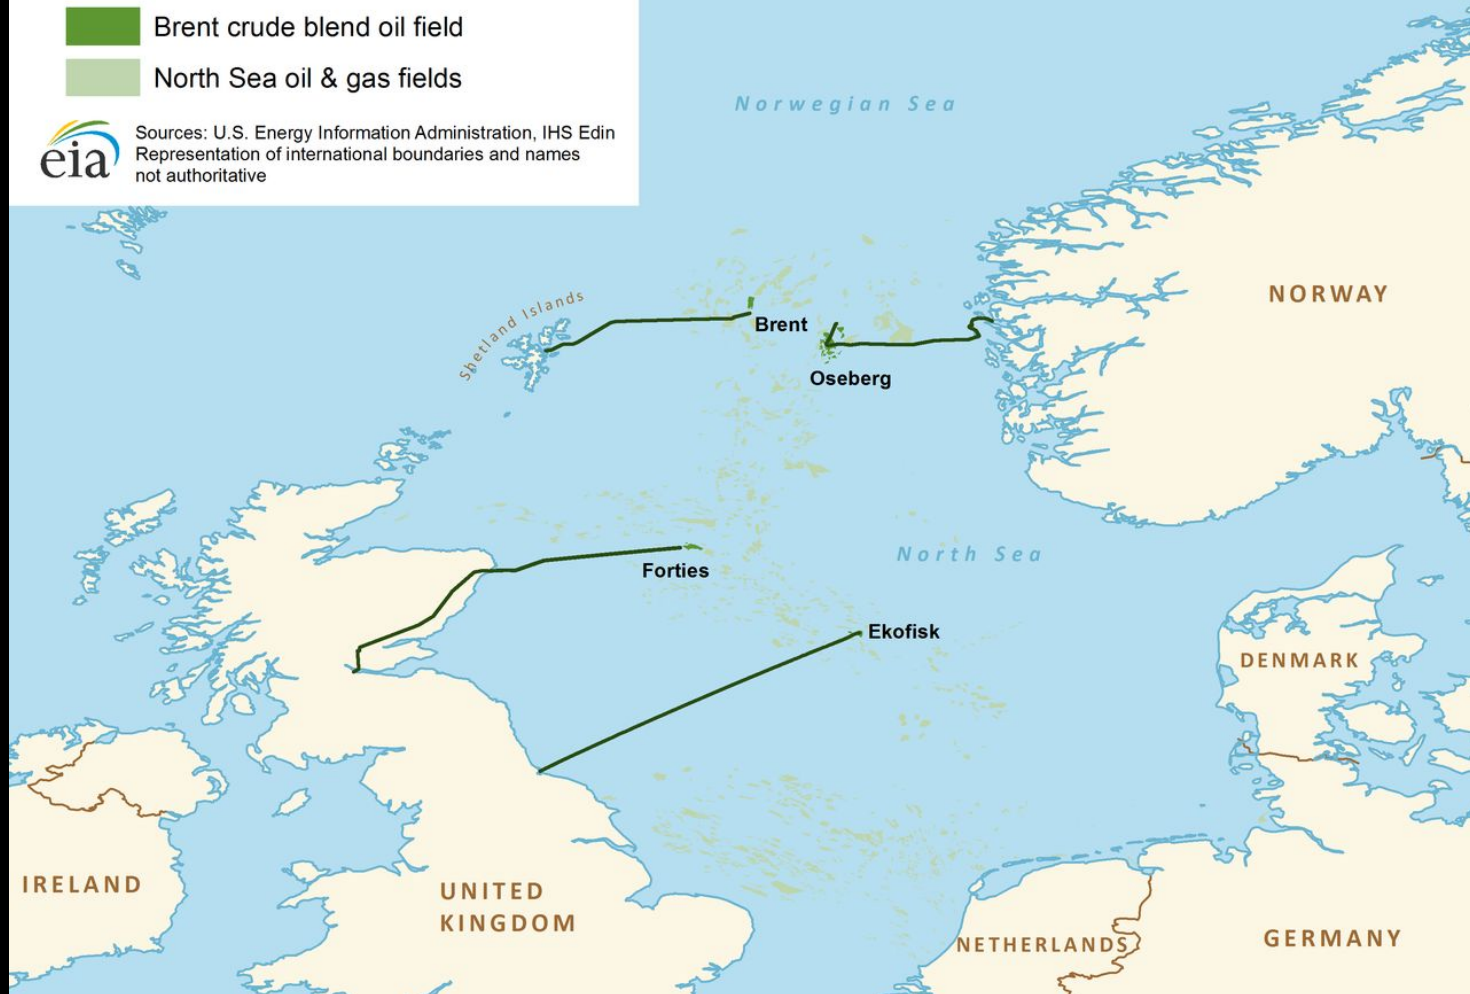 Brent crude blend oil field
North Sea oil & gas fields
eia
Sources: U.S. Energy Information Administration, IHS Edin
Representation of international boundaries and names
not authoritative
Norwegian Sea
NORWAY
Shetland Islands
Brent
Oseberg
North Sea
Forties
Ekofisk
DENMARK
IRELAND
UNITED
KINGDOM
NETHERLANDS
GERMANY